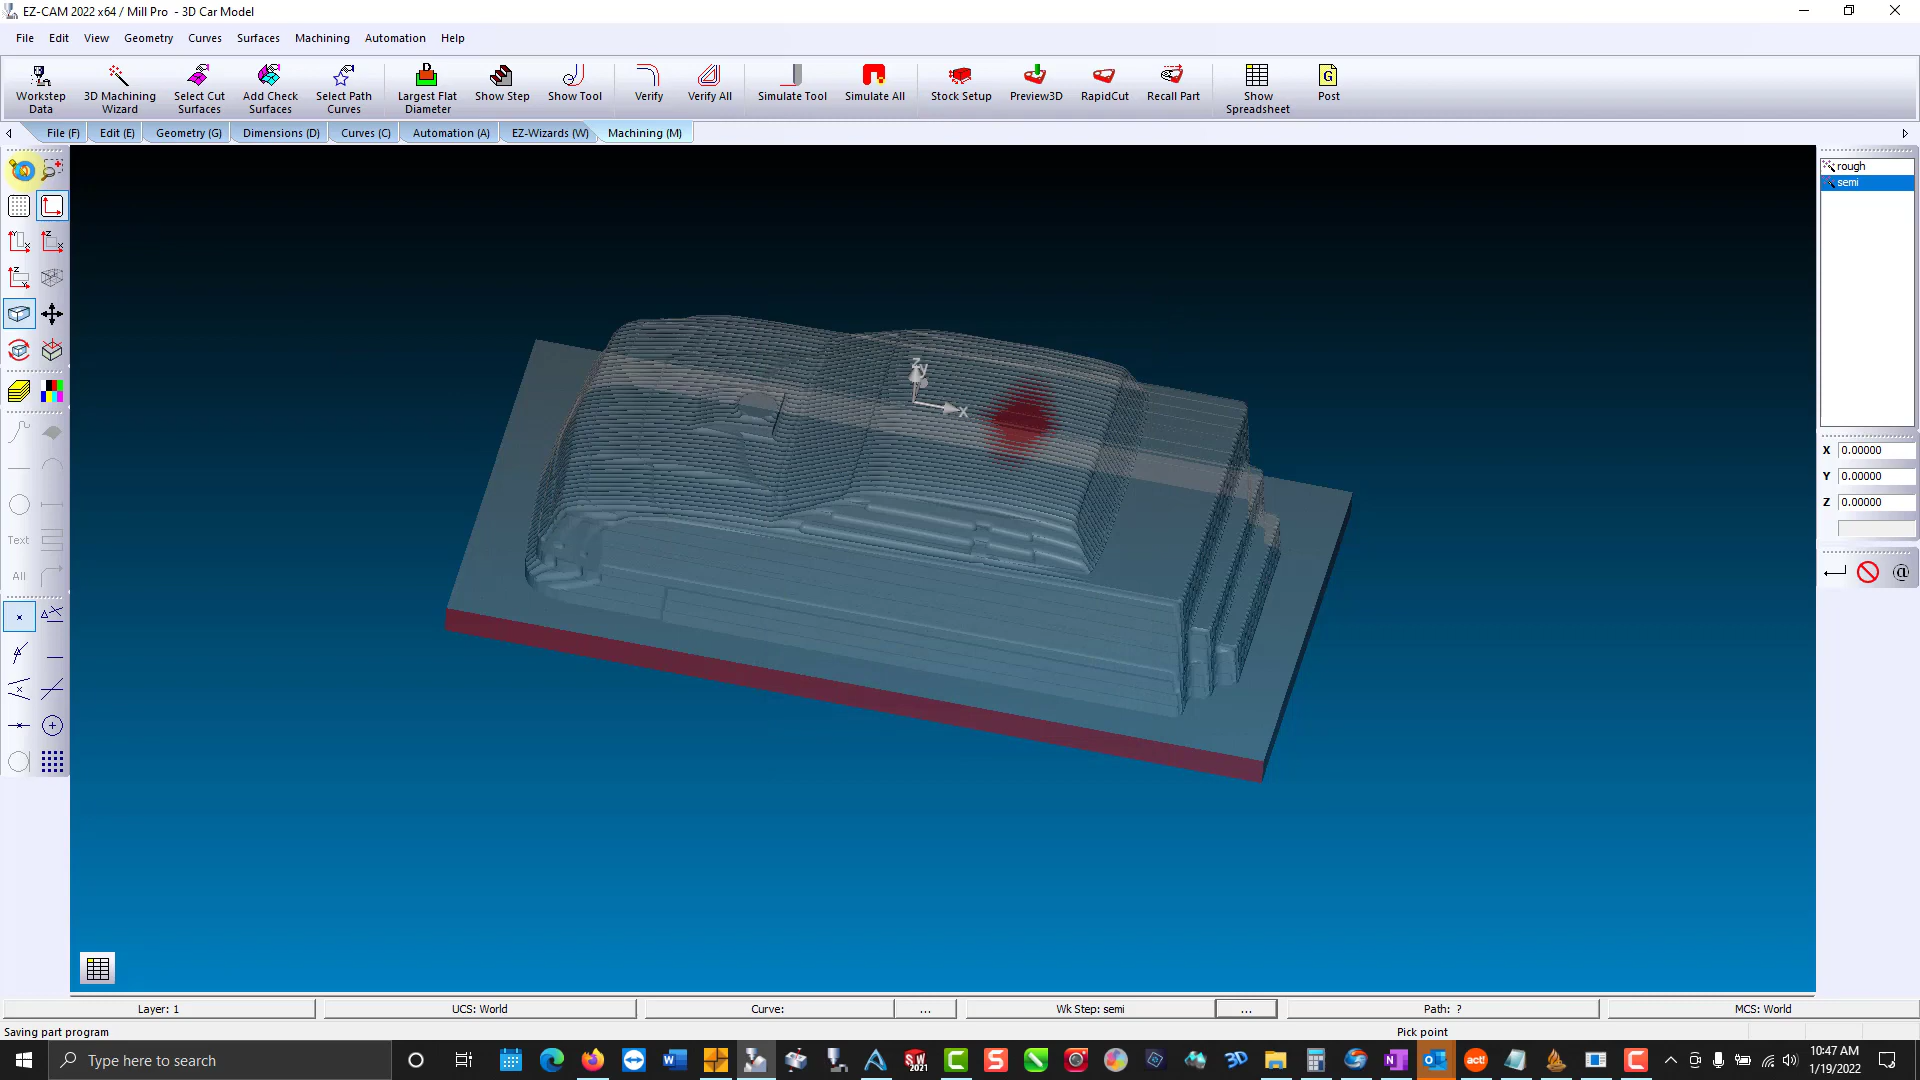 EZ-CAM 2022 x64 / Mill Pro - 3D Car Model
File Edit View Geometry Curves Surfaces Machining Automation Help
Workstep Data
3D Machining Wizard
Select Cut Surfaces
Add Check Surfaces
Select Path Curves
Largest Flat Diameter
Show Step
Show Tool
Verify
Verify All
Simulate Tool
Simulate All
Stock Setup
Preview3D
RapidCut
Recall Part
Show Spreadsheet
Post
File (F) Edit (E) Geometry (G) Dimensions (D) Curves (C) Automation (A) EZ-Wizards (W) Machining (M)
rough
semi
X 0.00000
Y 0.00000
Z 0.00000
@
Text
All
Z
Y
X
Layer: 1 UCS: World Curve: ... Wk Step: semi ... Path: ? MCS: World
Saving part program Pick point
Type here to search
10:47 AM
1/19/2022